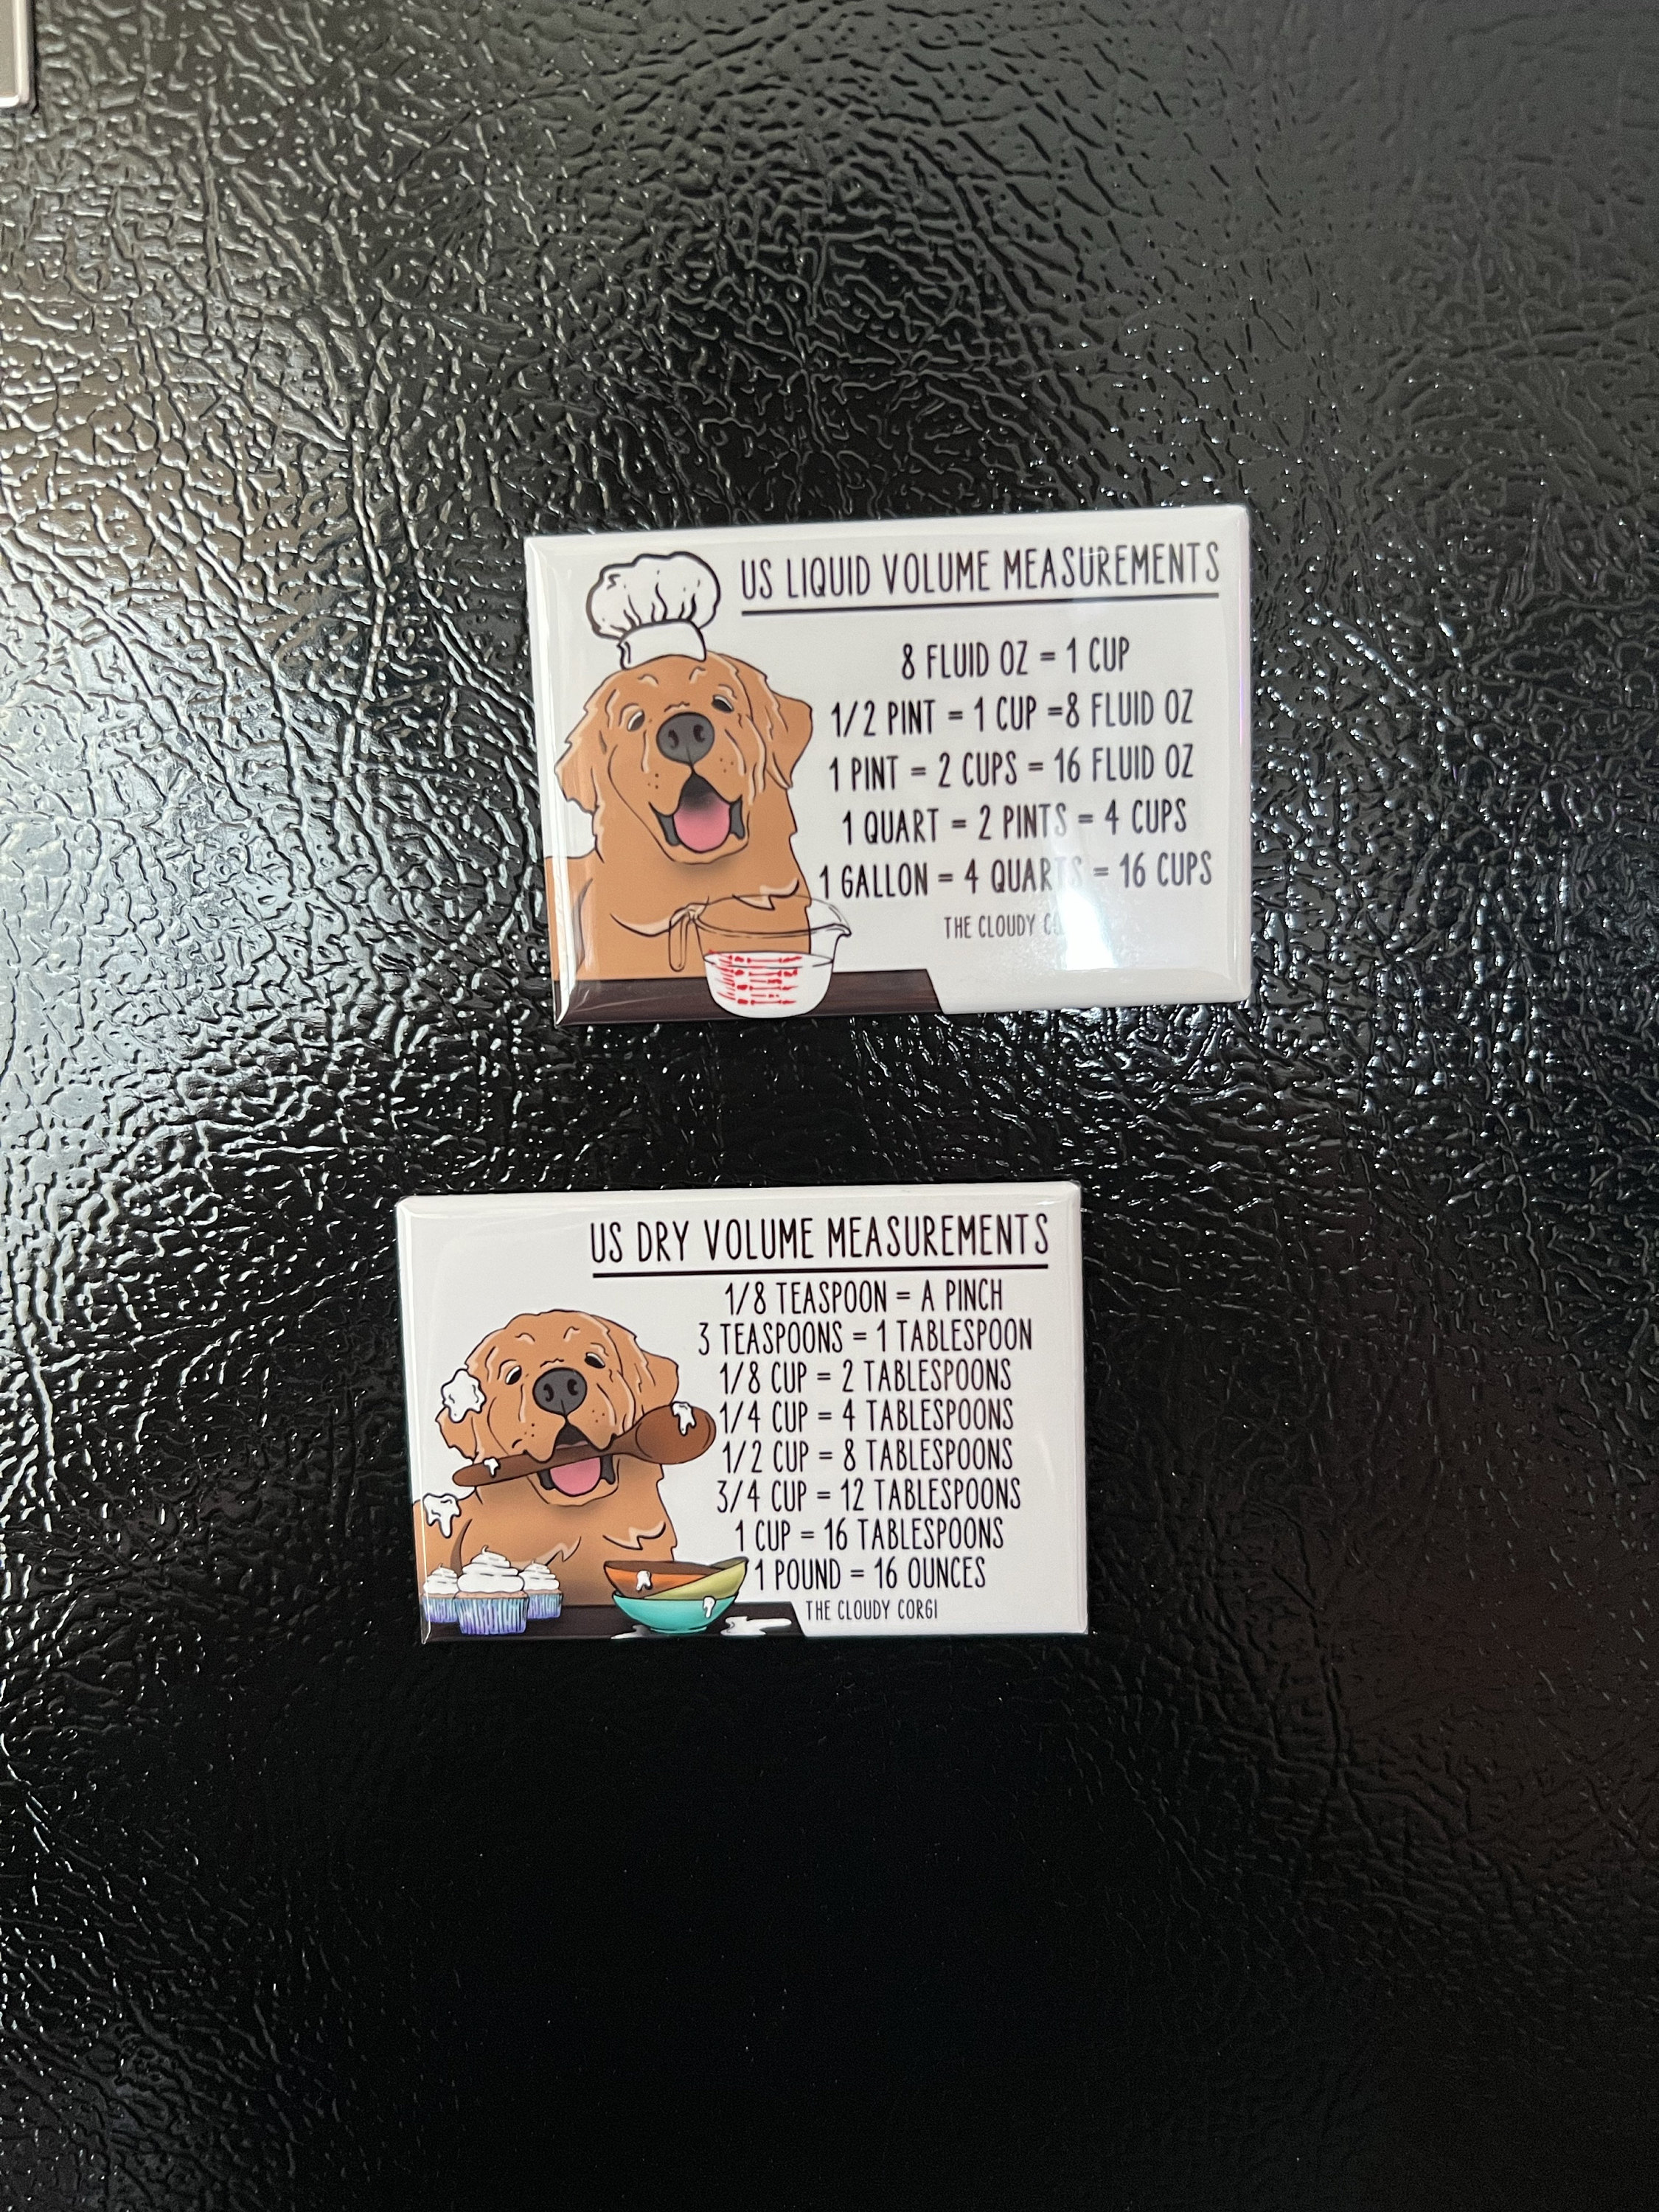 US LIQUID VOLUME MEASUREMENTS
8 FLUID OZ = 1 CUP
1/2 PINT = 1 CUP =8 FLUID OZ
1 PINT = 2 CUPS = 16 FLUID OZ
1 QUART = 2 PINTS = 4 CUPS
1 GALLON = 4 QUARTS = 16 CUPS
THE CLOUDY
US DRY VOLUME MEASUREMENTS
1/8 TEASPOON = A PINCH
3 TEASPOONS = 1 TABLESPOON
1/8 CUP = 2 TABLESPOONS
1/4 CUP = 4 TABLESPOONS
1/2 CUP = 8 TABLESPOONS
3/4 CUP = 12 TABLESPOONS
1 CUP = 16 TABLESPOONS
1 POUND = 16 OUNCES
THE CLOUDY CORGI